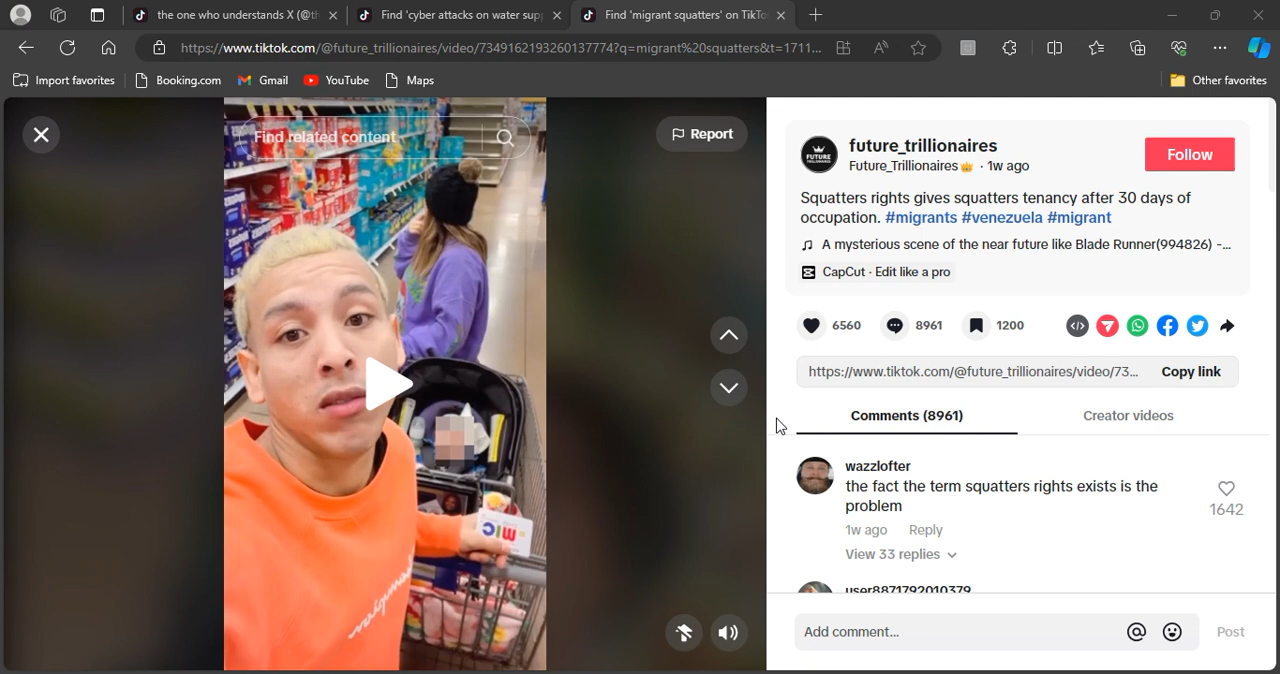 the one who understands X (@th
Find 'cyber attacks on water sup
Find 'migrant squatters' on TikTo
https://www.tiktok.com/@future_trillionaires/video/7349162193260137774?q=migrant%20squatters&t=1711...
Import favorites
Booking.com
Gmail
YouTube
Maps
Other favorites
Find related content
Report
future_trillionaires
Future_Trillionaires👑 · 1w ago
Follow
Squatters rights gives squatters tenancy after 30 days of
occupation. #migrants #venezuela #migrant
A mysterious scene of the near future like Blade Runner(994826) -...
CapCut · Edit like a pro
6560
8961
1200
https://www.tiktok.com/@future_trillionaires/video/73...
Copy link
Comments (8961)
Creator videos
wazzlofter
the fact the term squatters rights exists is the
problem
1w ago
Reply
View 33 replies
1642
user8871792010379
Add comment...
Post
WIC